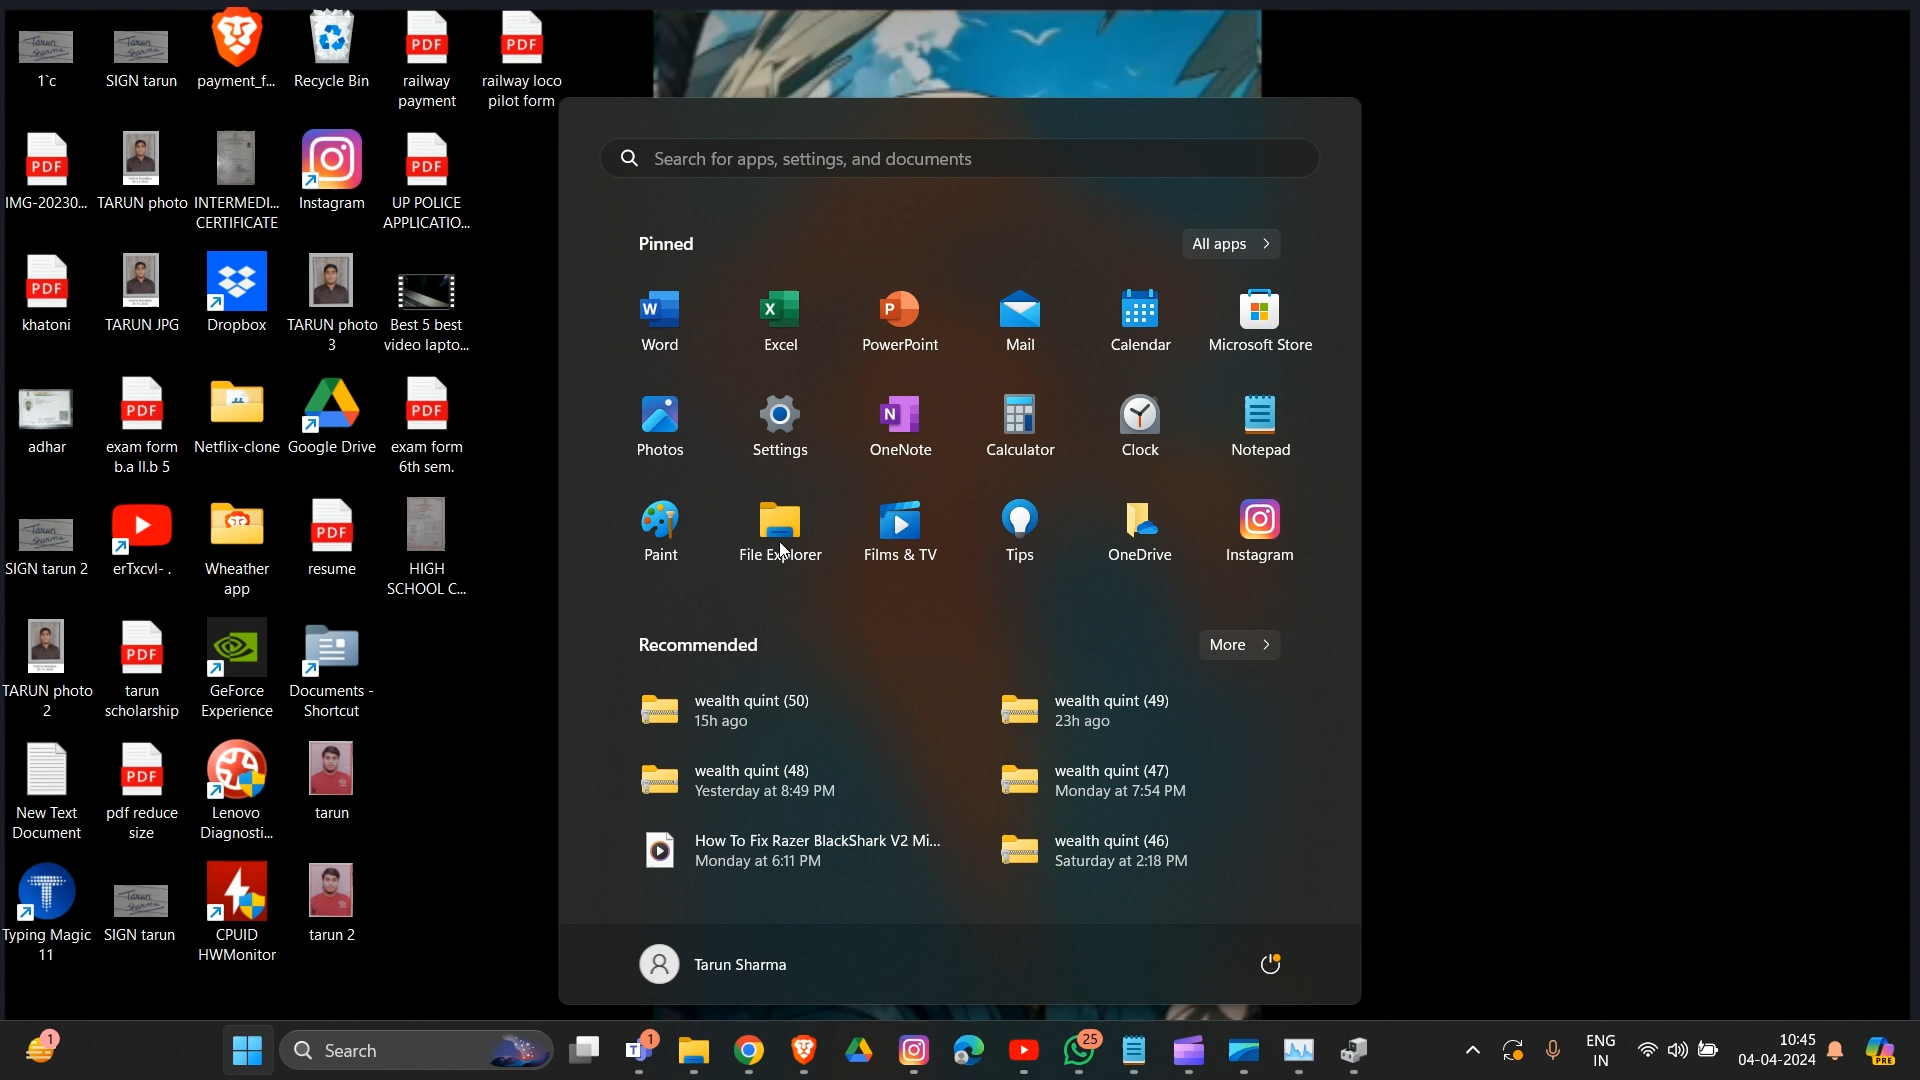 1`c
SIGN tarun
payment_f...
Recycle Bin
railway
payment
railway loco
pilot form
IMG-20230...
TARUN photo
INTERMEDI...
CERTIFICATE
Instagram
UP POLICE
APPLICATIO...
khatoni
TARUN JPG
Dropbox
TARUN photo
3
Best 5 best
video lapto...
adhar
exam form
b.a ll.b 5
Netflix-clone
Google Drive
exam form
6th sem.
SIGN tarun 2
erTxcvI- .
Wheather
app
resume
HIGH
SCHOOL C...
TARUN photo
2
tarun
scholarship
GeForce
Experience
Documents -
Shortcut
New Text
Document
pdf reduce
size
Lenovo
Diagnosti...
tarun
Typing Magic
11
SIGN tarun
CPUID
HWMonitor
tarun 2
Search for apps, settings, and documents
Pinned
All apps
Word
Excel
PowerPoint
Mail
Calendar
Microsoft Store
Photos
Settings
OneNote
Calculator
Clock
Notepad
Paint
File Explorer
Films & TV
Tips
OneDrive
Instagram
Recommended
More
wealth quint (50)
15h ago
wealth quint (49)
23h ago
wealth quint (48)
Yesterday at 8:49 PM
wealth quint (47)
Monday at 7:54 PM
How To Fix Razer BlackShark V2 Mi...
Monday at 6:11 PM
wealth quint (46)
Saturday at 2:18 PM
Tarun Sharma
1
Search
1
25
ENG
IN
10:45
04-04-2024
PRE